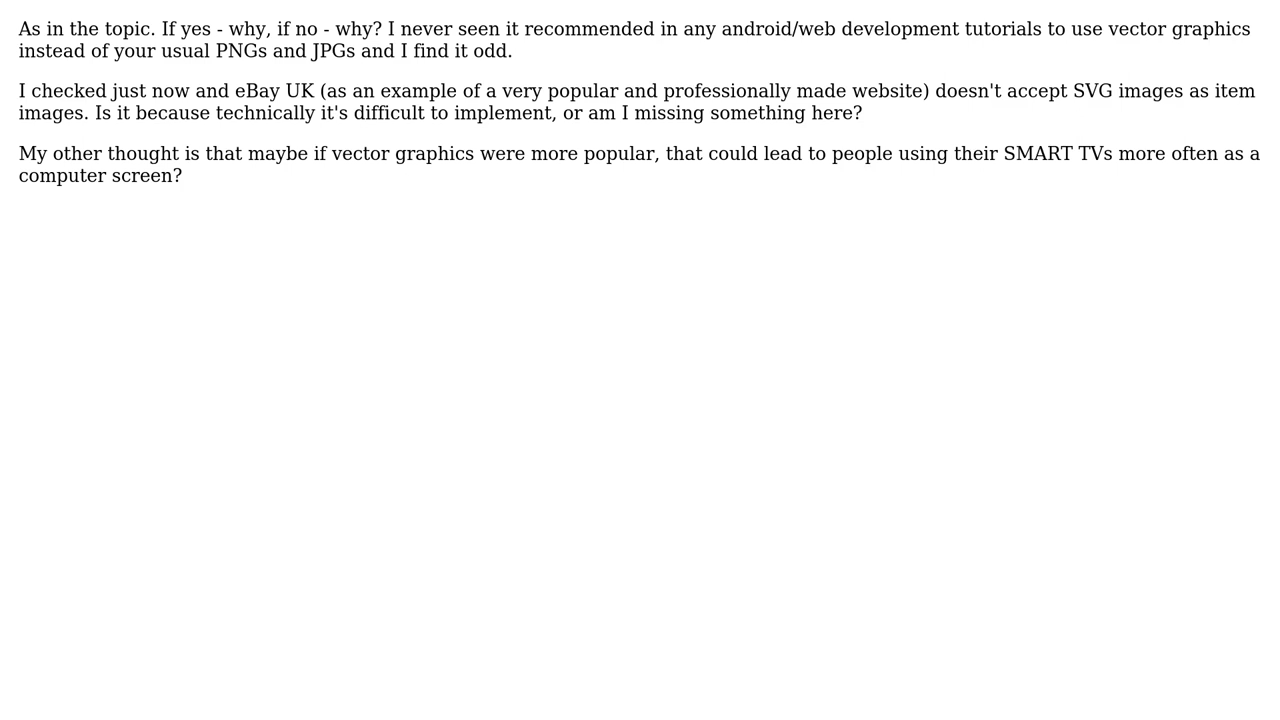 As in the topic. If yes - why, if no - why? I never seen it recommended in any android/web development tutorials to use vector graphics
instead of your usual PNGs and JPGs and I find it odd.
I checked just now and eBay UK (as an example of a very popular and professionally made website) doesn't accept SVG images as item
images. Is it because technically it's difficult to implement, or am I missing something here?
My other thought is that maybe if vector graphics were more popular, that could lead to people using their SMART TVs more often as a
computer screen?